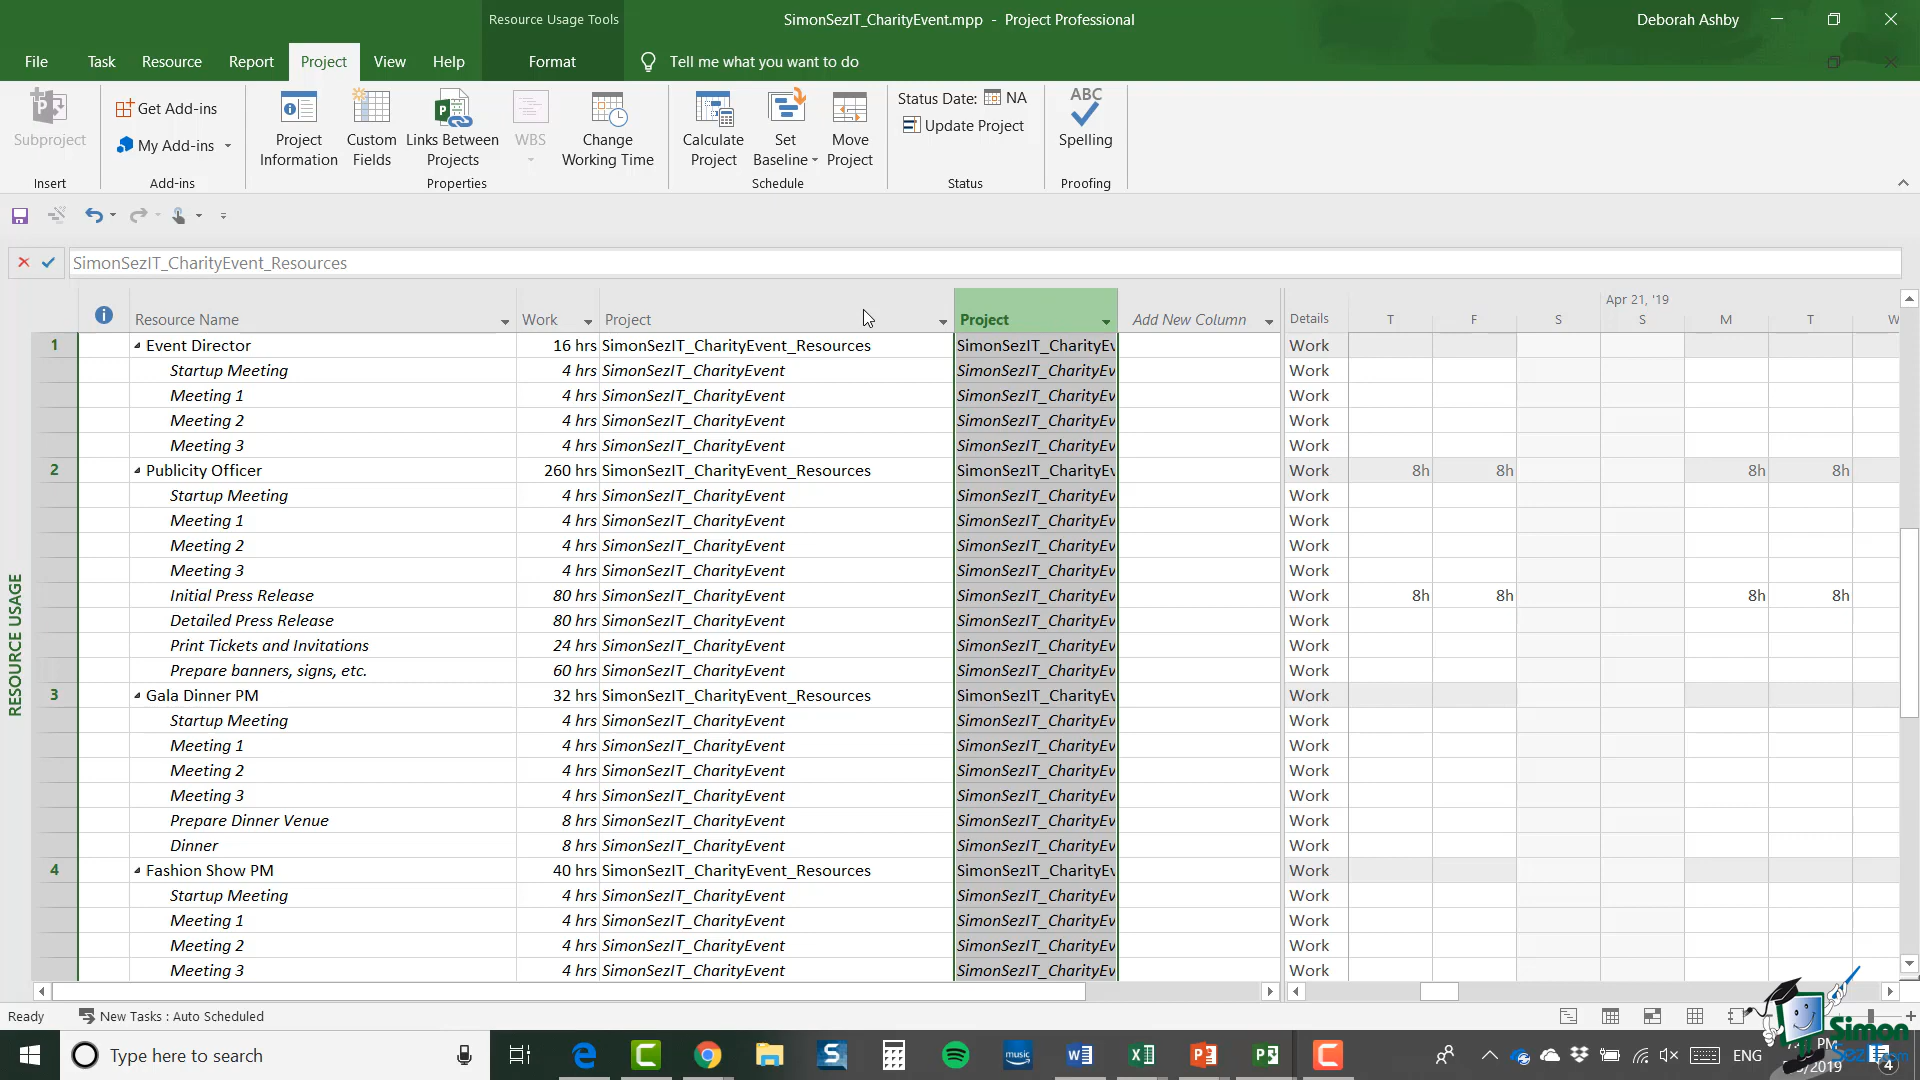 Resource Usage Tools
SimonSezIT_CharityEvent.mpp - Project Professional
Deborah Ashby
File Task Resource Report Project View Help Format Tell me what you want to do
Subproject
Insert
Get Add-ins
My Add-ins
Add-ins
Project Information
Custom Fields
Links Between Projects
WBS
Change Working Time
Properties
Calculate Project
Set Baseline
Move Project
Schedule
Status Date: NA
Update Project
Status
ABC
Spelling
Proofing
SimonSezIT_CharityEvent_Resources
Resource Name Work Project Project Add New Column Details
Apr 21, '19
T F S S M T W
1 Event Director 16 hrs SimonSezIT_CharityEvent_Resources SimonSezIT_CharityEv Work
Startup Meeting 4 hrs SimonSezIT_CharityEvent SimonSezIT_CharityEv Work
Meeting 1 4 hrs SimonSezIT_CharityEvent SimonSezIT_CharityEv Work
Meeting 2 4 hrs SimonSezIT_CharityEvent SimonSezIT_CharityEv Work
Meeting 3 4 hrs SimonSezIT_CharityEvent SimonSezIT_CharityEv Work
2 Publicity Officer 260 hrs SimonSezIT_CharityEvent_Resources SimonSezIT_CharityEv Work 8h 8h 8h 8h
Startup Meeting 4 hrs SimonSezIT_CharityEvent SimonSezIT_CharityEv Work
Meeting 1 4 hrs SimonSezIT_CharityEvent SimonSezIT_CharityEv Work
Meeting 2 4 hrs SimonSezIT_CharityEvent SimonSezIT_CharityEv Work
Meeting 3 4 hrs SimonSezIT_CharityEvent SimonSezIT_CharityEv Work
Initial Press Release 80 hrs SimonSezIT_CharityEvent SimonSezIT_CharityEv Work 8h 8h 8h 8h
Detailed Press Release 80 hrs SimonSezIT_CharityEvent SimonSezIT_CharityEv Work
Print Tickets and Invitations 24 hrs SimonSezIT_CharityEvent SimonSezIT_CharityEv Work
Prepare banners, signs, etc. 60 hrs SimonSezIT_CharityEvent SimonSezIT_CharityEv Work
3 Gala Dinner PM 32 hrs SimonSezIT_CharityEvent_Resources SimonSezIT_CharityEv Work
Startup Meeting 4 hrs SimonSezIT_CharityEvent SimonSezIT_CharityEv Work
Meeting 1 4 hrs SimonSezIT_CharityEvent SimonSezIT_CharityEv Work
Meeting 2 4 hrs SimonSezIT_CharityEvent SimonSezIT_CharityEv Work
Meeting 3 4 hrs SimonSezIT_CharityEvent SimonSezIT_CharityEv Work
Prepare Dinner Venue 8 hrs SimonSezIT_CharityEvent SimonSezIT_CharityEv Work
Dinner 8 hrs SimonSezIT_CharityEvent SimonSezIT_CharityEv Work
4 Fashion Show PM 40 hrs SimonSezIT_CharityEvent_Resources SimonSezIT_CharityEv Work
Startup Meeting 4 hrs SimonSezIT_CharityEvent SimonSezIT_CharityEv Work
Meeting 1 4 hrs SimonSezIT_CharityEvent SimonSezIT_CharityEv Work
Meeting 2 4 hrs SimonSezIT_CharityEvent SimonSezIT_CharityEv Work
Meeting 3 4 hrs SimonSezIT_CharityEvent SimonSezIT_CharityEv Work
RESOURCE USAGE
Ready New Tasks : Auto Scheduled
Type here to search
music
ENG
PM
/2019
4
Simon
SezIT.com